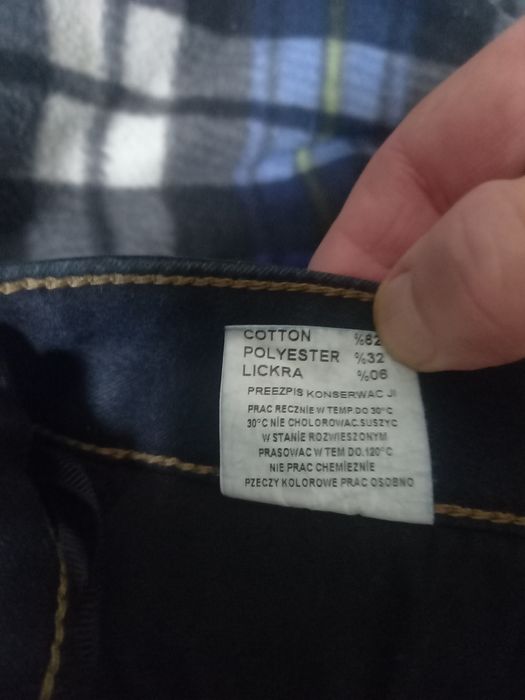 COTTON %62
POLYESTER %32
LICKRA %06
PREEZPIS KONSERWAC JI
PRAC RECZNIE W TEMP DO 30°C
30°C NIE CHOLOROWAC.SUSZYC
W STANIE ROZWIESZONYM
PRASOWAC W TEM DO.120°C
NIE PRAC CHEMIEZNIE
PZECZY KOLOROWE PRAC OSOBNO